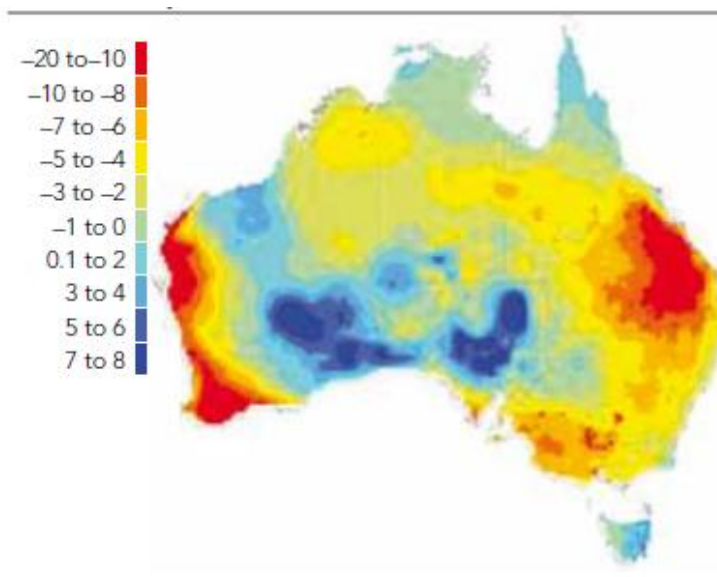 –20 to–10
–10 to –8
–7 to –6
–5 to –4
–3 to –2
–1 to 0
0.1 to 2
3 to 4
5 to 6
7 to 8